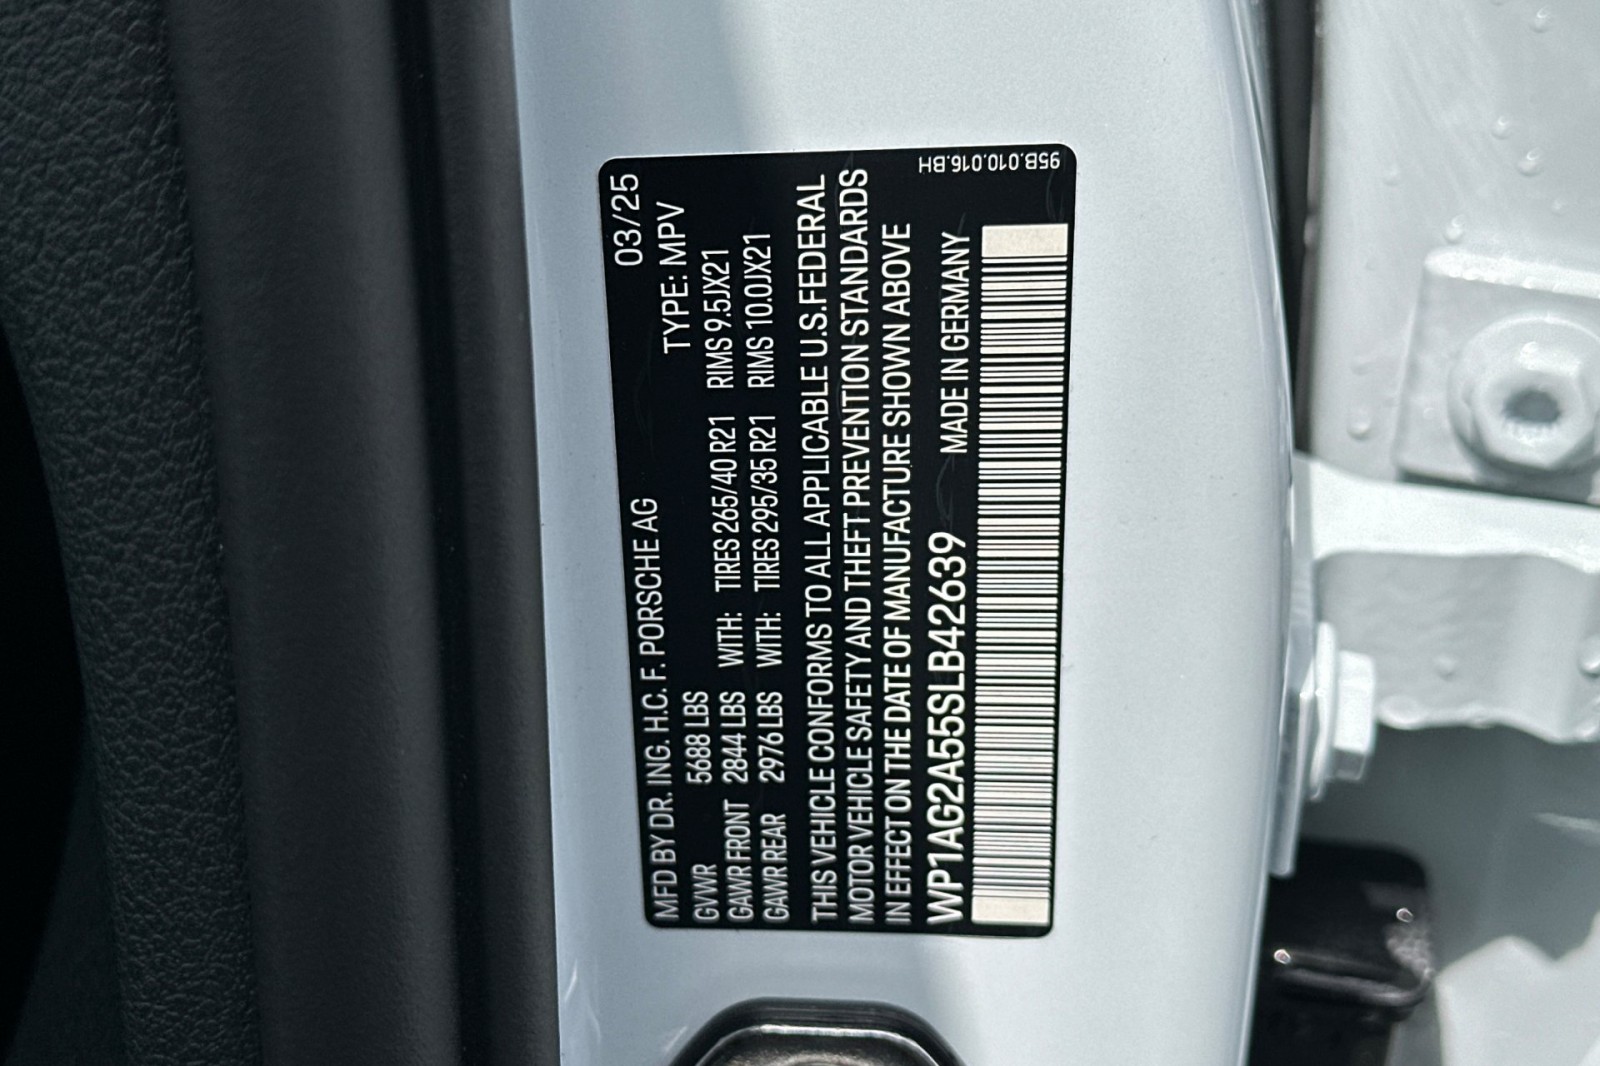 MFD BY DR. ING. H.C. F. PORSCHE AG 03/25
GVWR 5688 LBS TYPE: MPV
GAWR FRONT 2844 LBS WITH: TIRES 265/40 R21 RIMS 9.5JX21
GAWR REAR 2976 LBS WITH: TIRES 295/35 R21 RIMS 10.0JX21
THIS VEHICLE CONFORMS TO ALL APPLICABLE U.S.FEDERAL
MOTOR VEHICLE SAFETY AND THEFT PREVENTION STANDARDS
IN EFFECT ON THE DATE OF MANUFACTURE SHOWN ABOVE
WP1AG2A55SLB42639 MADE IN GERMANY
95B.010.016.BH